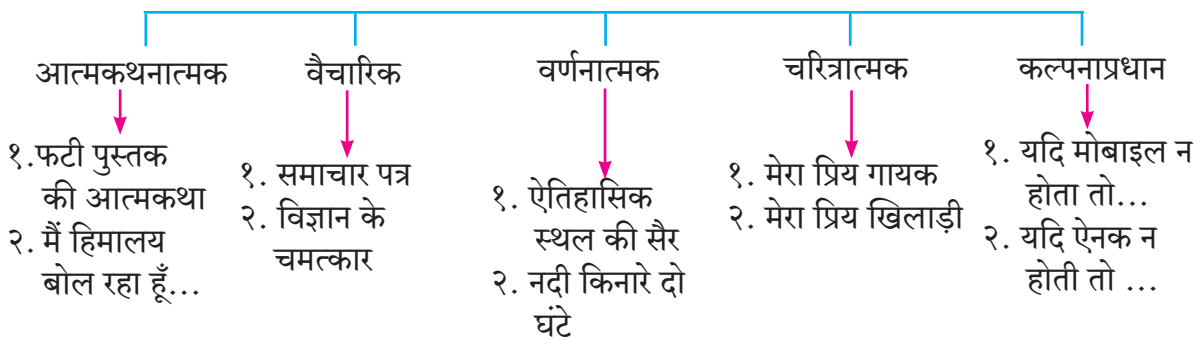 आत्मकथनात्मक
वैचारिक
वर्णनात्मक
चरित्रात्मक
कल्पनाप्रधान
१.फटी पुस्तक
की आत्मकथा
२. मैं हिमालय
बोल रहा हूँ...
१. समाचार पत्र
२. विज्ञान के
चमत्कार
१. ऐतिहासिक
स्थल की सैर
२. नदी किनारे दो
घंटे
१. मेरा प्रिय गायक
२. मेरा प्रिय खिलाड़ी
१. यदि मोबाइल न
होता तो...
२. यदि ऐनक न
होती तो ...